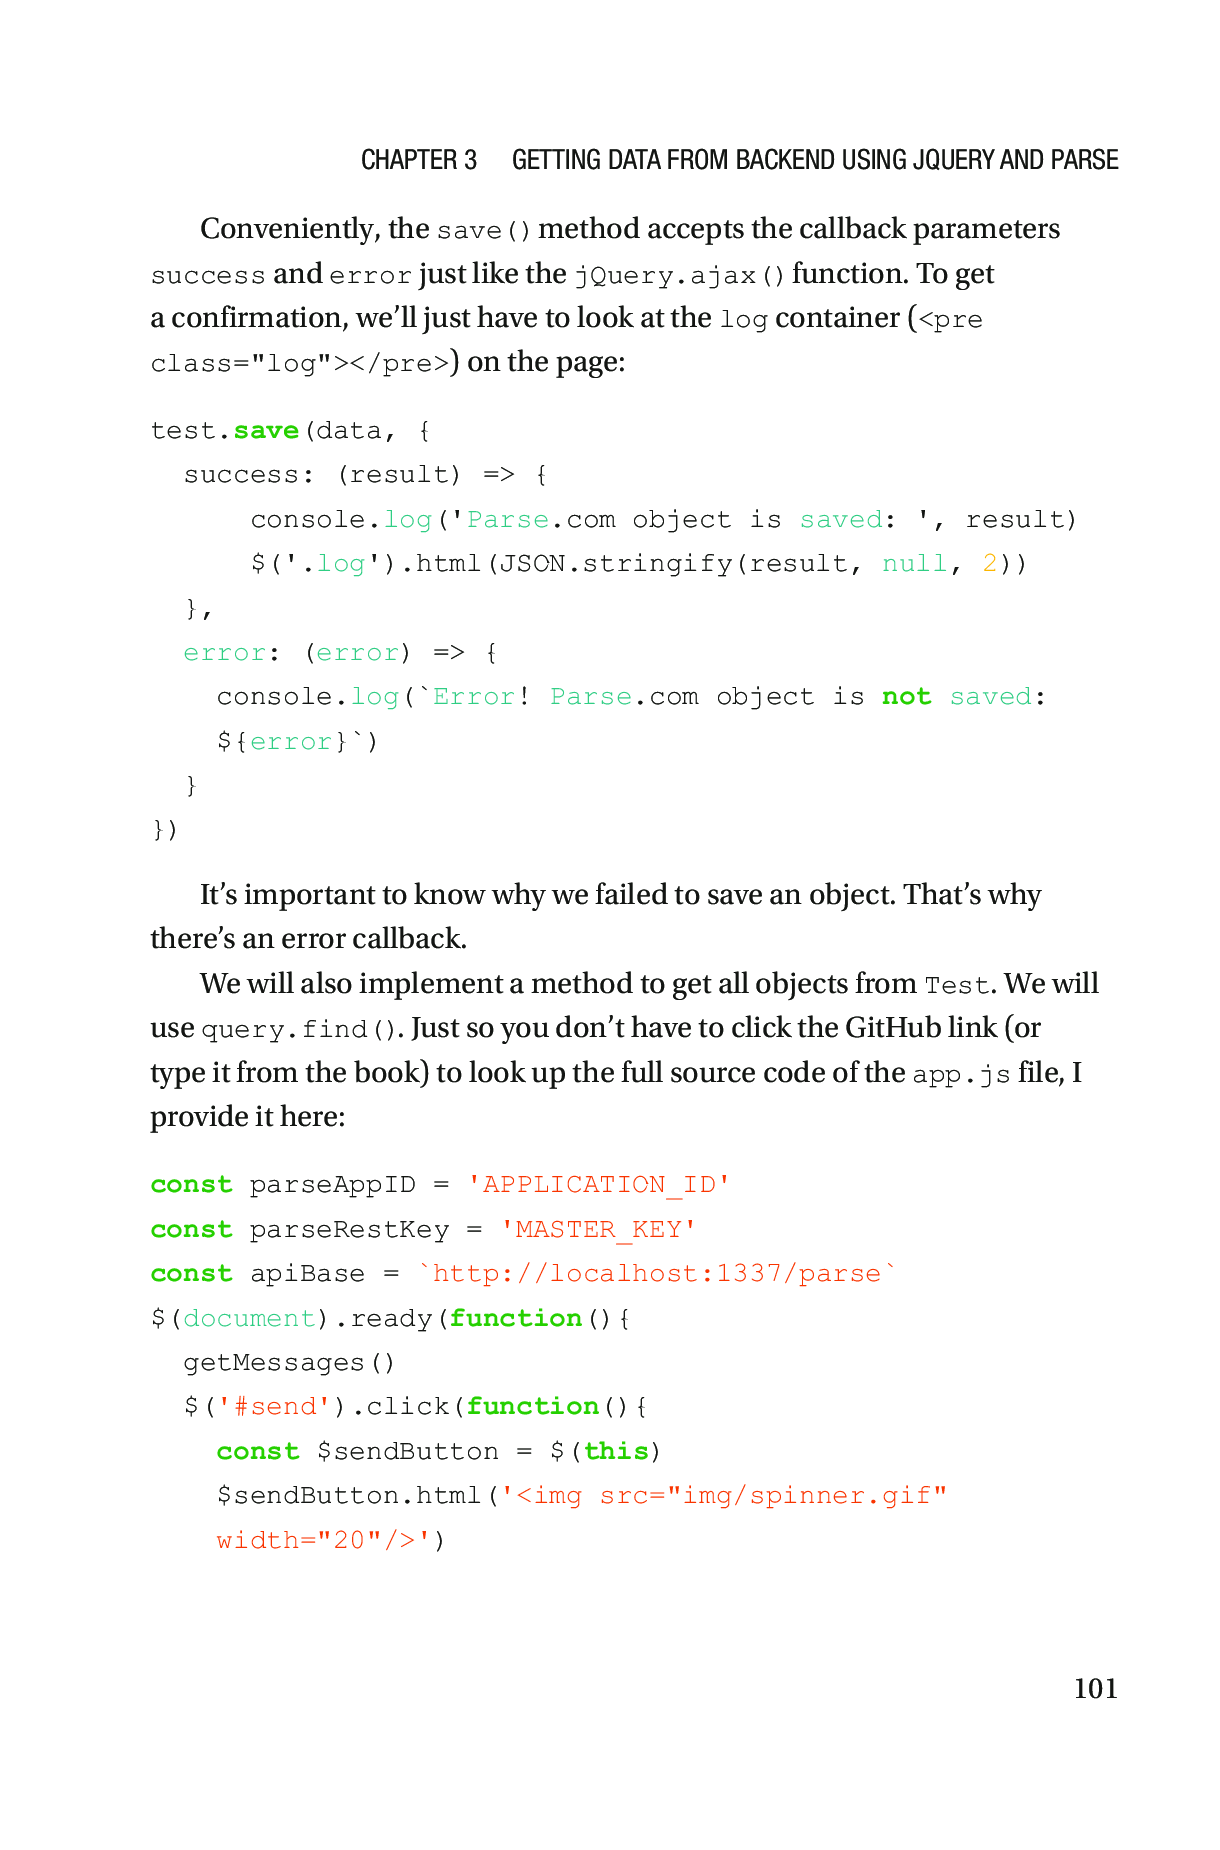 CHAPTER 3 GETTING DATA FROM BACKEND USING JQUERY AND PARSE
Conveniently, the save() method accepts the callback parameters
success and error just like the jQuery.ajax() function. To get
a confirmation, we’ll just have to look at the log container (<pre
class="log"></pre>) on the page:
test.save(data, {
  success: (result) => {
      console.log('Parse.com object is saved: ', result)
      $('.log').html(JSON.stringify(result, null, 2))
  },
  error: (error) => {
    console.log(`Error! Parse.com object is not saved:
    ${error}`)
  }
})
It’s important to know why we failed to save an object. That’s why
there’s an error callback.
We will also implement a method to get all objects from Test. We will
use query.find(). Just so you don’t have to click the GitHub link (or
type it from the book) to look up the full source code of the app.js file, I
provide it here:
const parseAppID = 'APPLICATION_ID'
const parseRestKey = 'MASTER_KEY'
const apiBase = `http://localhost:1337/parse`
$(document).ready(function(){
  getMessages()
  $('#send').click(function(){
    const $sendButton = $(this)
    $sendButton.html('<img src="img/spinner.gif"
    width="20"/>')
101